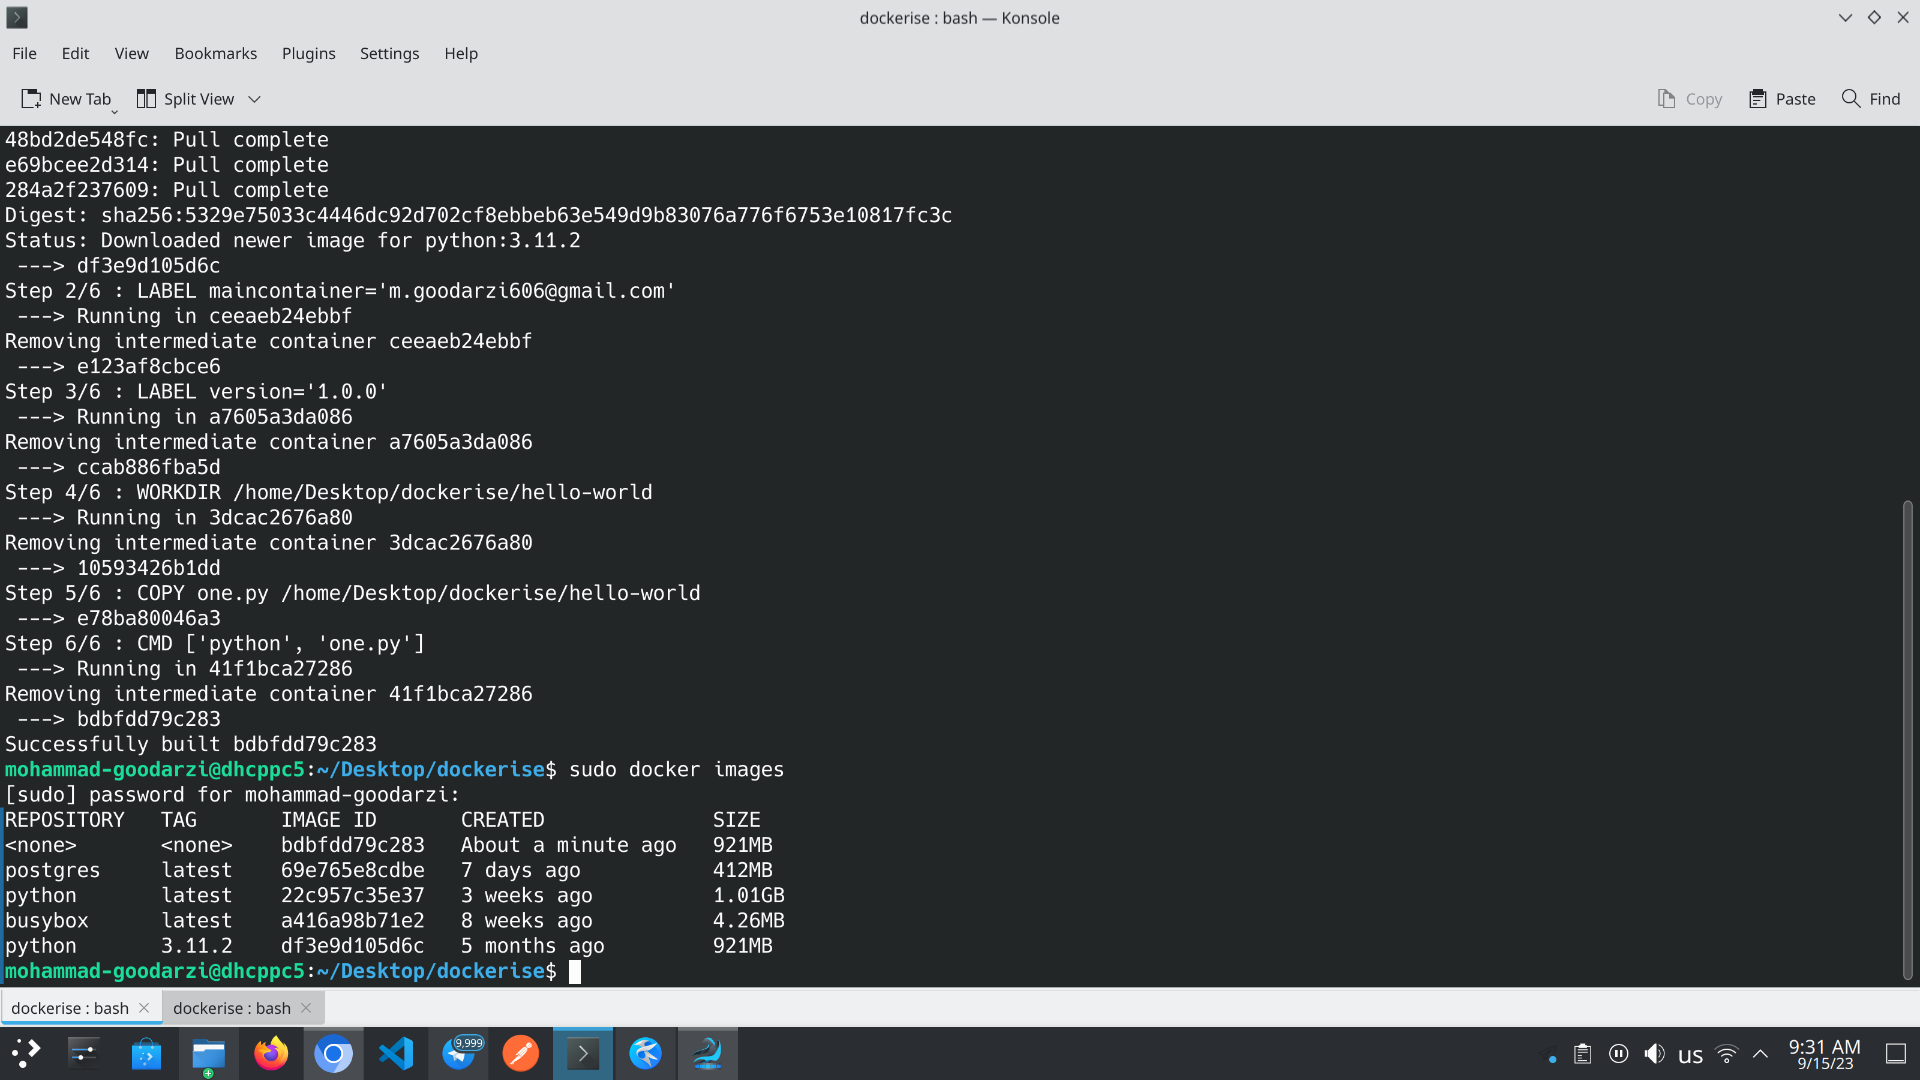 dockerise : bash — Konsole
File Edit View Bookmarks Plugins Settings Help
New Tab Split View Copy Paste Find
48bd2de548fc: Pull complete
e69bcee2d314: Pull complete
284a2f237609: Pull complete
Digest: sha256:5329e75033c4446dc92d702cf8ebbeb63e549d9b83076a776f6753e10817fc3c
Status: Downloaded newer image for python:3.11.2
 ---> df3e9d105d6c
Step 2/6 : LABEL maincontainer='m.goodarzi606@gmail.com'
 ---> Running in ceeaeb24ebbf
Removing intermediate container ceeaeb24ebbf
 ---> e123af8cbce6
Step 3/6 : LABEL version='1.0.0'
 ---> Running in a7605a3da086
Removing intermediate container a7605a3da086
 ---> ccab886fba5d
Step 4/6 : WORKDIR /home/Desktop/dockerise/hello-world
 ---> Running in 3dcac2676a80
Removing intermediate container 3dcac2676a80
 ---> 10593426b1dd
Step 5/6 : COPY one.py /home/Desktop/dockerise/hello-world
 ---> e78ba80046a3
Step 6/6 : CMD ['python', 'one.py']
 ---> Running in 41f1bca27286
Removing intermediate container 41f1bca27286
 ---> bdbfdd79c283
Successfully built bdbfdd79c283
mohammad-goodarzi@dhcppc5:~/Desktop/dockerise$ sudo docker images
[sudo] password for mohammad-goodarzi:
REPOSITORY   TAG       IMAGE ID       CREATED              SIZE
<none>       <none>    bdbfdd79c283   About a minute ago   921MB
postgres     latest    69e765e8cdbe   7 days ago           412MB
python       latest    22c957c35e37   3 weeks ago          1.01GB
busybox      latest    a416a98b71e2   8 weeks ago          4.26MB
python       3.11.2    df3e9d105d6c   5 months ago         921MB
mohammad-goodarzi@dhcppc5:~/Desktop/dockerise$
dockerise : bash dockerise : bash
9,999
us 9:31 AM
9/15/23